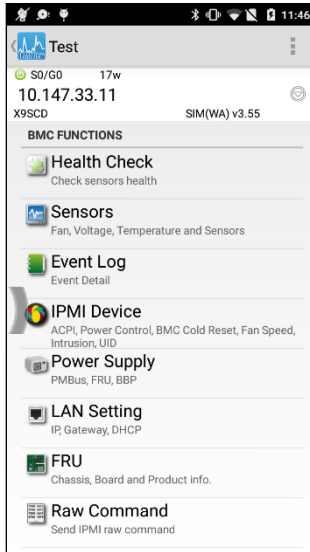 11:46
Test
S0/G0 17w
10.147.33.11
X9SCD SIM(WA) v3.55
BMC FUNCTIONS
Health Check
Check sensors health
Sensors
Fan, Voltage, Temperature and Sensors
Event Log
Event Detail
IPMI Device
ACPI, Power Control, BMC Cold Reset, Fan Speed,
Intrusion, UID
Power Supply
PMBus, FRU, BBP
LAN Setting
IP, Gateway, DHCP
FRU
Chassis, Board and Product info.
Raw Command
Send IPMI raw command